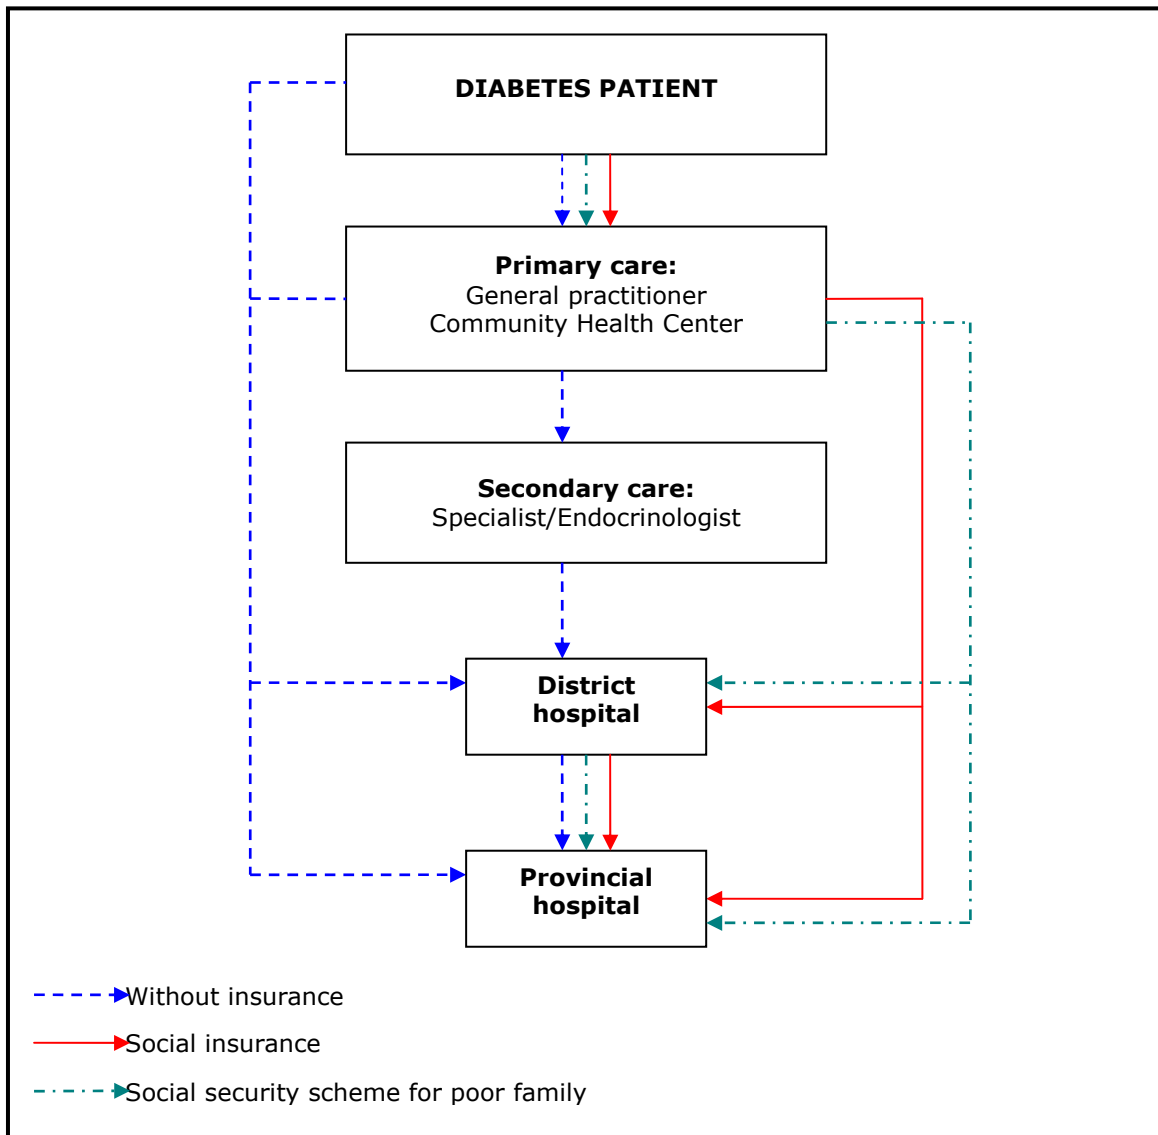 DIABETES PATIENT
Primary care:
General practitioner
Community Health Center
Secondary care:
Specialist/Endocrinologist
District
hospital
Provincial
hospital
Without insurance
Social insurance
Social security scheme for poor family